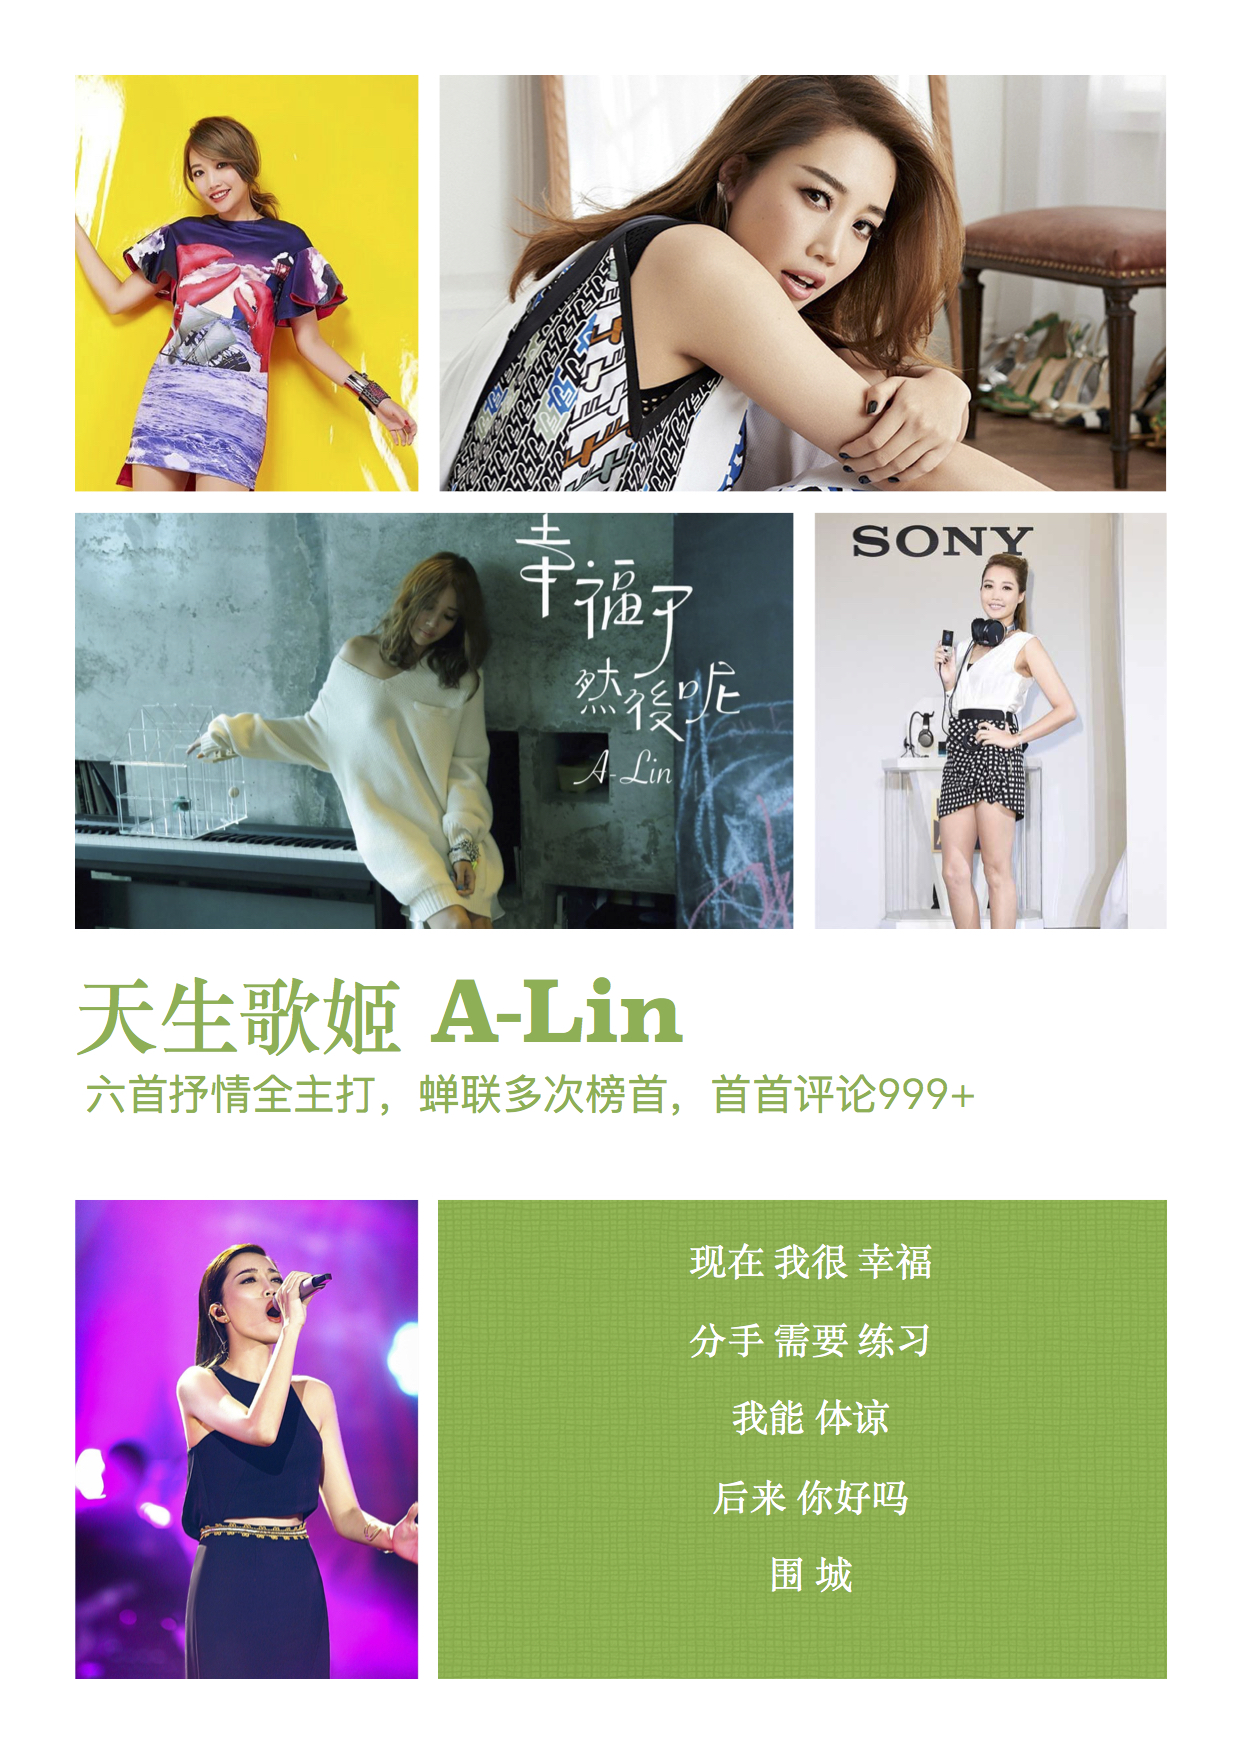 SONY
幸福了
然後呢
A-Lin
天生歌姬 A-Lin
六首抒情全主打，蝉联多次榜首，首首评论999+
现在 我很 幸福
分手 需要 练习
我能 体谅
后来 你好吗
围 城